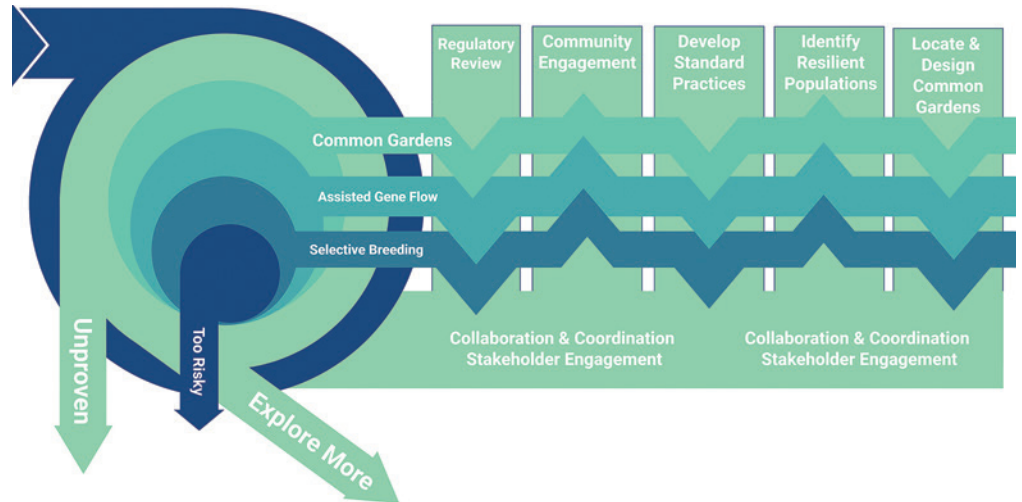 Regulatory
Review
Community
Engagement
Develop
Standard
Practices
Identify
Resilient
Populations
Locate &
Design
Common
Gardens
Common Gardens
Assisted Gene Flow
Selective Breeding
Unproven
Too Risky
Explore More
Collaboration & Coordination
Stakeholder Engagement
Collaboration & Coordination
Stakeholder Engagement